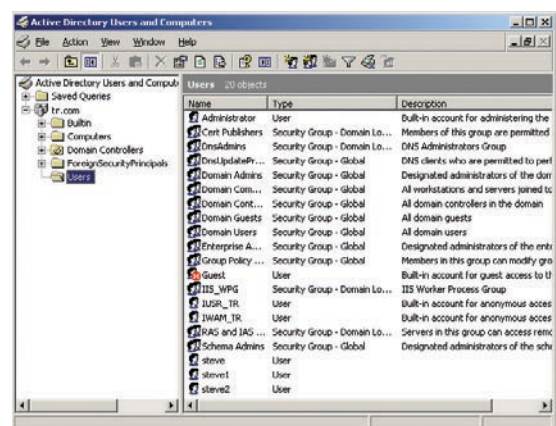 Active Directory Users and Computers
File Action View Window Help
Active Directory Users and Comput
Saved Queries
tr.com
Builtin
Computers
Domain Controllers
ForeignSecurityPrincipals
Users
Users 20 objects
Name Type Description
Administrator User Built-in account for administering the
Cert Publishers Security Group - Domain Lo... Members of this group are permitted
DnsAdmins Security Group - Domain Lo... DNS Administrators Group
DnsUpdatePr... Security Group - Global DNS clients who are permitted to perf
Domain Admins Security Group - Global Designated administrators of the dom
Domain Com... Security Group - Global All workstations and servers joined to
Domain Cont... Security Group - Global All domain controllers in the domain
Domain Guests Security Group - Global All domain guests
Domain Users Security Group - Global All domain users
Enterprise A... Security Group - Global Designated administrators of the ente
Group Policy ... Security Group - Global Members in this group can modify gro
Guest User Built-in account for guest access to th
IIS_WPG Security Group - Domain Lo... IIS Worker Process Group
IUSR_TR User Built-in account for anonymous acces
IWAM_TR User Built-in account for anonymous acces
RAS and IAS ... Security Group - Domain Lo... Servers in this group can access remo
Schema Admins Security Group - Global Designated administrators of the sche
steve User
steve1 User
steve2 User